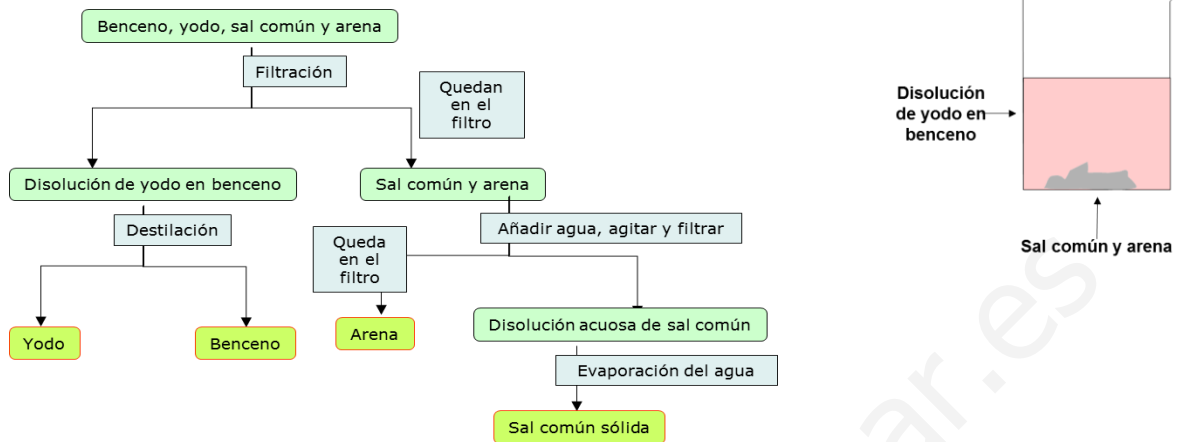 Benceno, yodo, sal común y arena
Filtración
Quedan
en el
filtro
Disolución de yodo en benceno
Sal común y arena
Destilación
Añadir agua, agitar y filtrar
Queda
en el
filtro
Yodo
Benceno
Arena
Disolución acuosa de sal común
Evaporación del agua
Sal común sólida
Disolución
de yodo en
benceno
Sal común y arena
ar.es